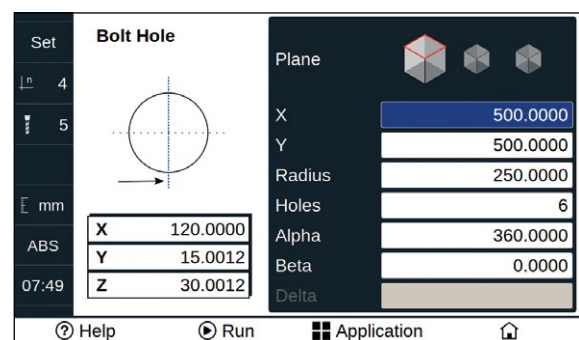 Set
n 4
5
mm
ABS
07:49
Bolt Hole
X 120.0000
Y 15.0012
Z 30.0012
Plane
X 500.0000
Y 500.0000
Radius 250.0000
Holes 6
Alpha 360.0000
Beta 0.0000
Delta
? Help
Run
Application